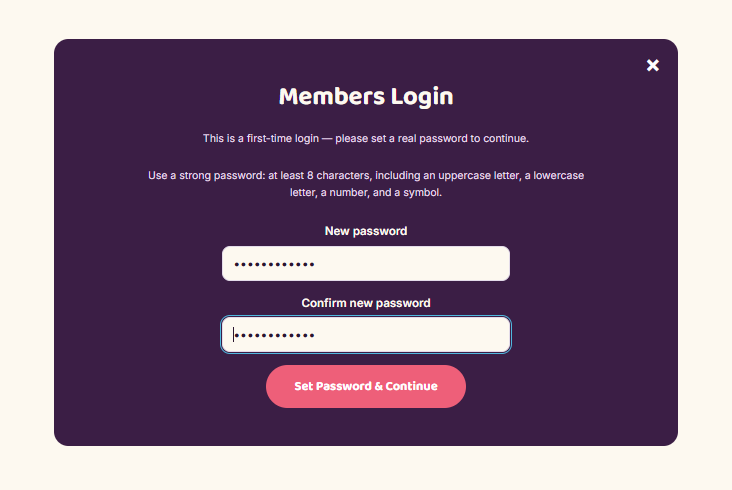 Members Login
This is a first-time login — please set a real password to continue.
Use a strong password: at least 8 characters, including an uppercase letter, a lowercase
letter, a number, and a symbol.
New password
••••••••••••
Confirm new password
••••••••••••
Set Password & Continue